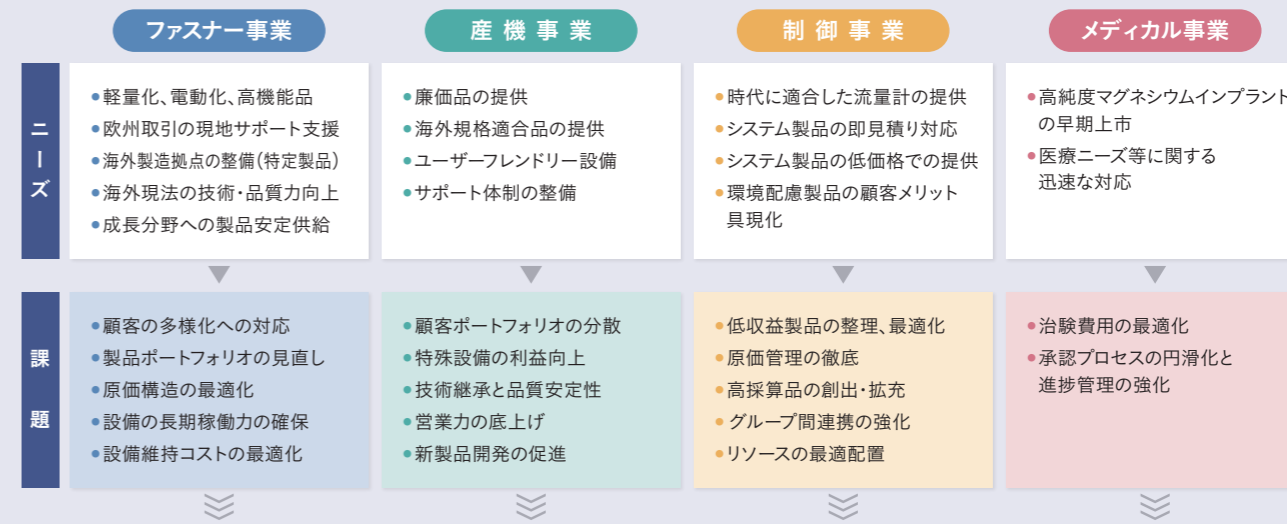 ファスナー事業
産機事業
制御事業
メディカル事業
ニーズ
●軽量化、電動化、高機能品
●欧州取引の現地サポート支援
●海外製造拠点の整備(特定製品)
●海外現法の技術・品質力向上
●成長分野への製品安定供給
●廉価品の提供
●海外規格適合品の提供
●ユーザーフレンドリー設備
●サポート体制の整備
●時代に適合した流量計の提供
●システム製品の即見積り対応
●システム製品の低価格での提供
●環境配慮製品の顧客メリット
具現化
●高純度マグネシウムインプラント
の早期上市
●医療ニーズ等に関する
迅速な対応
課題
●顧客の多様化への対応
●製品ポートフォリオの見直し
●原価構造の最適化
●設備の長期稼働力の確保
●設備維持コストの最適化
●顧客ポートフォリオの分散
●特殊設備の利益向上
●技術継承と品質安定性
●営業力の底上げ
●新製品開発の促進
●低収益製品の整理、最適化
●原価管理の徹底
●高採算品の創出・拡充
●グループ間連携の強化
●リソースの最適配置
●治験費用の最適化
●承認プロセスの円滑化と
進捗管理の強化